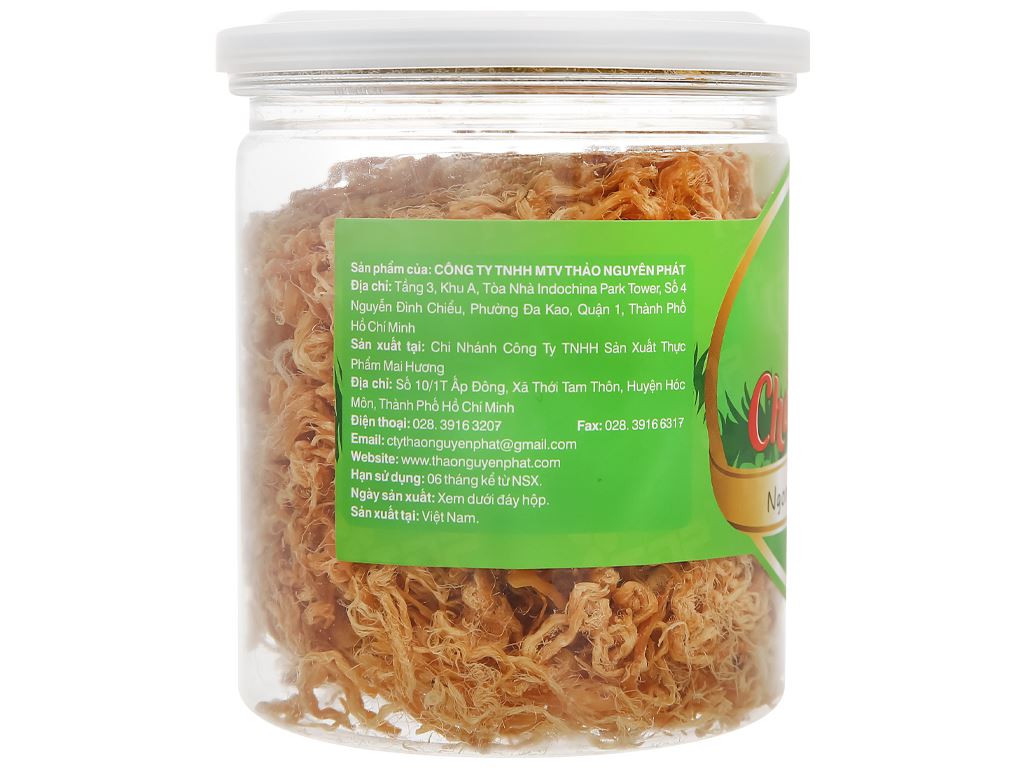 Sản phẩm của: CÔNG TY TNHH MTV THẢO NGUYÊN PHÁT
Địa chỉ: Tầng 3, Khu A, Tòa Nhà Indochina Park Tower, Số 4
Nguyễn Đình Chiểu, Phường Đa Kao, Quận 1, Thành Phố
Hồ Chí Minh
Sản xuất tại: Chi Nhánh Công Ty TNHH Sản Xuất Thực
Phẩm Mai Hương
Địa chỉ: Số 10/1T Ấp Đông, Xã Thới Tam Thôn, Huyện Hóc
Môn, Thành Phố Hồ Chí Minh
Điện thoại: 028. 3916 3207 Fax: 028. 3916 6317
Email: ctythaonguyenphat@gmail.com
Website: www.thaonguyenphat.com
Hạn sử dụng: 06 tháng kể từ NSX.
Ngày sản xuất: Xem dưới đáy hộp.
Sản xuất tại: Việt Nam.